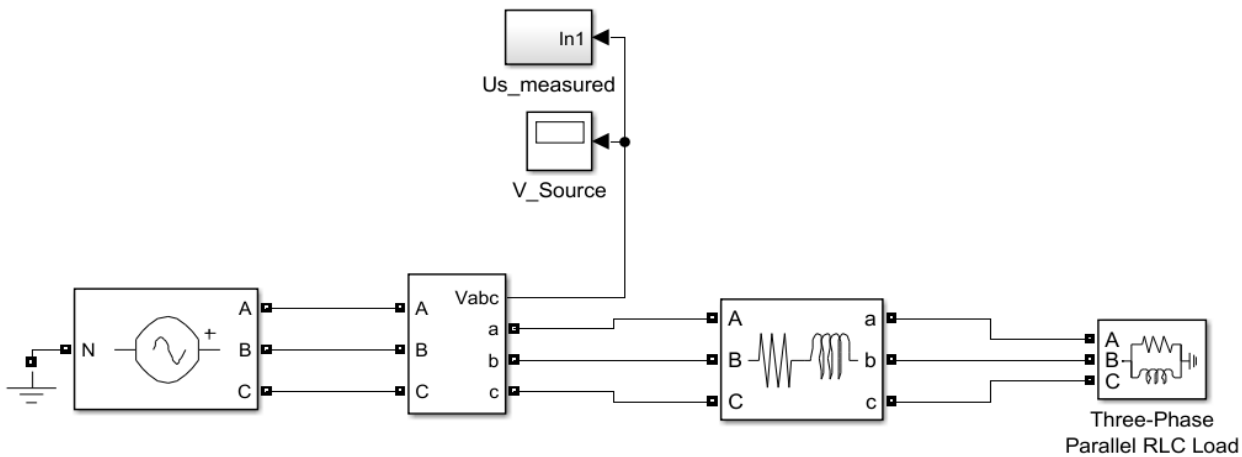 In1
Us_measured
V_Source
N
A
B
C
+
A
B
C
Vabc
a
b
c
A
B
C
a
b
c
A
B
C
Three-Phase
Parallel RLC Load